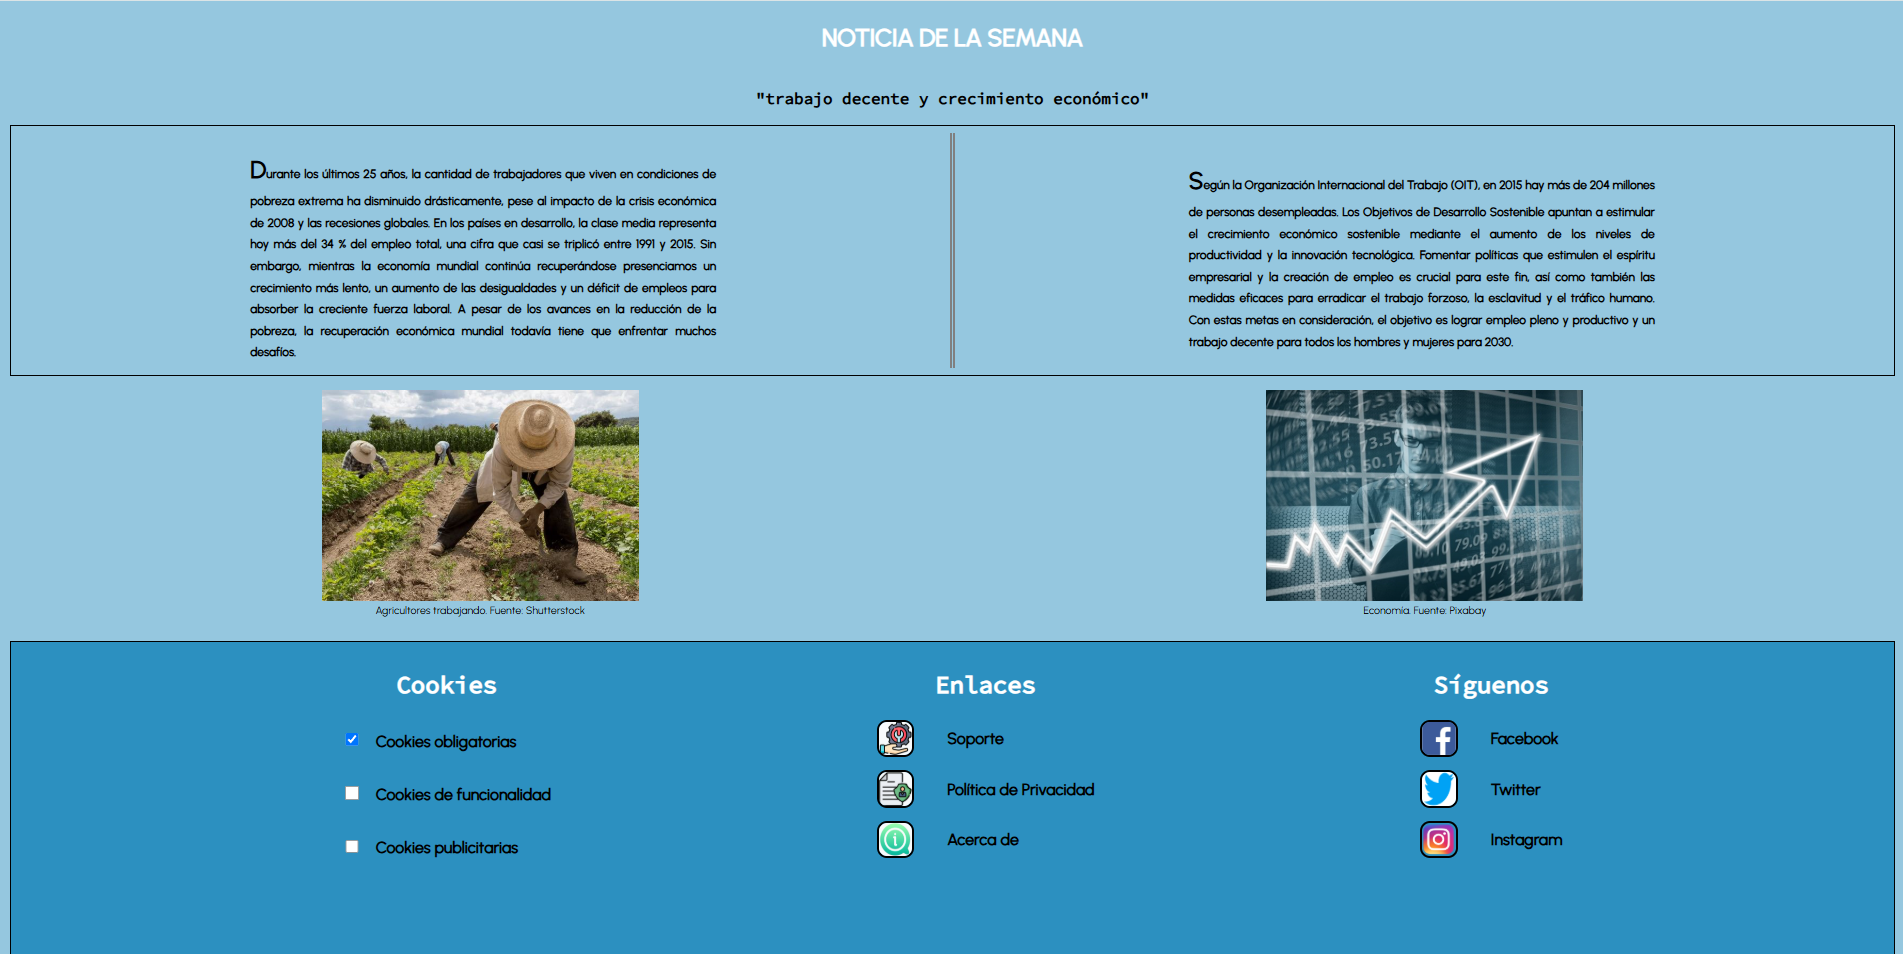 NOTICIA DE LA SEMANA
"trabajo decente y crecimiento económico"
Durante los últimos 25 años, la cantidad de trabajadores que viven en condiciones de
pobreza extrema ha disminuido drásticamente, pese al impacto de la crisis económica
de 2008 y las recesiones globales. En los países en desarrollo, la clase media representa
hoy más del 34 % del empleo total, una cifra que casi se triplicó entre 1991 y 2015. Sin
embargo, mientras la economía mundial continúa recuperándose presenciamos un
crecimiento más lento, un aumento de las desigualdades y un déficit de empleos para
absorber la creciente fuerza laboral. A pesar de los avances en la reducción de la
pobreza, la recuperación económica mundial todavía tiene que enfrentar muchos
desafíos.
Según la Organización Internacional del Trabajo (OIT), en 2015 hay más de 204 millones
de personas desempleadas. Los Objetivos de Desarrollo Sostenible apuntan a estimular
el crecimiento económico sostenible mediante el aumento de los niveles de
productividad y la innovación tecnológica. Fomentar políticas que estimulen el espíritu
empresarial y la creación de empleo es crucial para este fin, así como también las
medidas eficaces para erradicar el trabajo forzoso, la esclavitud y el tráfico humano.
Con estas metas en consideración, el objetivo es lograr empleo pleno y productivo y un
trabajo decente para todos los hombres y mujeres para 2030.
Agricultores trabajando. Fuente: Shutterstock
Economía. Fuente: Pixabay
Cookies
Cookies obligatorias
Cookies de funcionalidad
Cookies publicitarias
Enlaces
Soporte
Política de Privacidad
Acerca de
Síguenos
Facebook
Twitter
Instagram